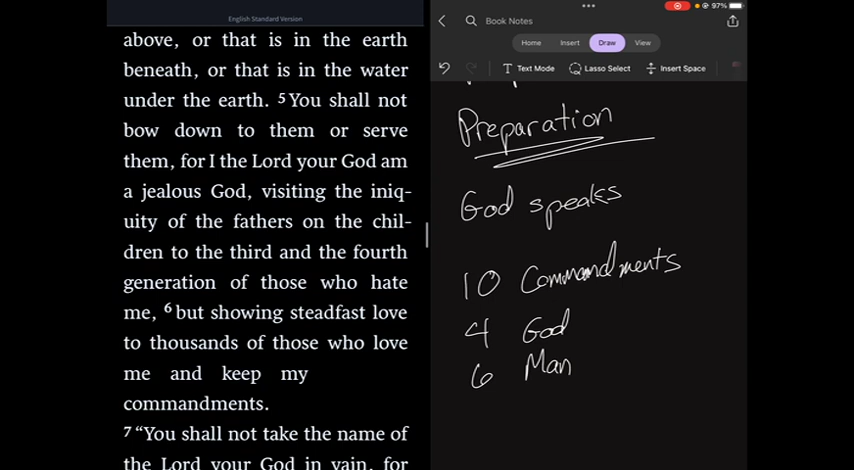 English Standard Version
above, or that is in the earth
beneath, or that is in the water
under the earth. 5 You shall not
bow down to them or serve
them, for I the Lord your God am
a jealous God, visiting the iniq-
uity of the fathers on the chil-
dren to the third and the fourth
generation of those who hate
me, 6 but showing steadfast love
to thousands of those who love
me and keep my
commandments.
7 “You shall not take the name of
the Lord your God in vain, for
97%
Book Notes
Home Insert Draw View
Text Mode Lasso Select Insert Space
Preparation
God speaks
10 Commandments
4 God
6 Man